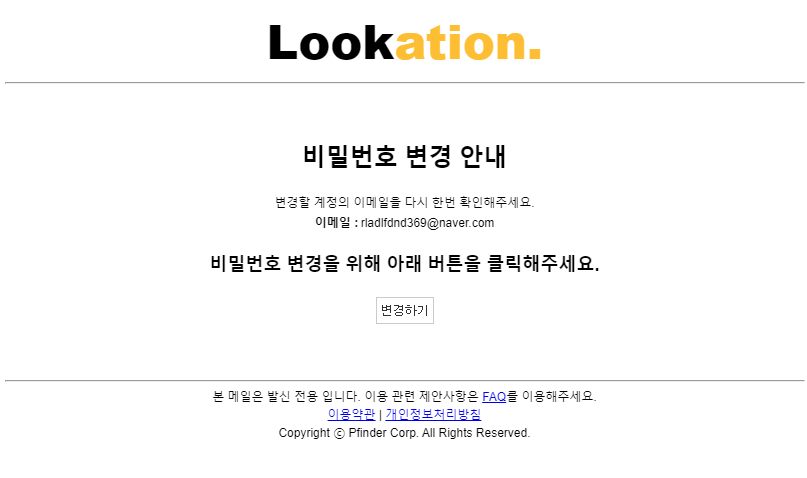 Lookation.
비밀번호 변경 안내
변경할 계정의 이메일을 다시 한번 확인해주세요.
이메일 : rladlfdnd369@naver.com
비밀번호 변경을 위해 아래 버튼을 클릭해주세요.
변경하기
본 메일은 발신 전용 입니다. 이용 관련 제안사항은 FAQ를 이용해주세요.
이용약관 | 개인정보처리방침
Copyright ⓒ Pfinder Corp. All Rights Reserved.